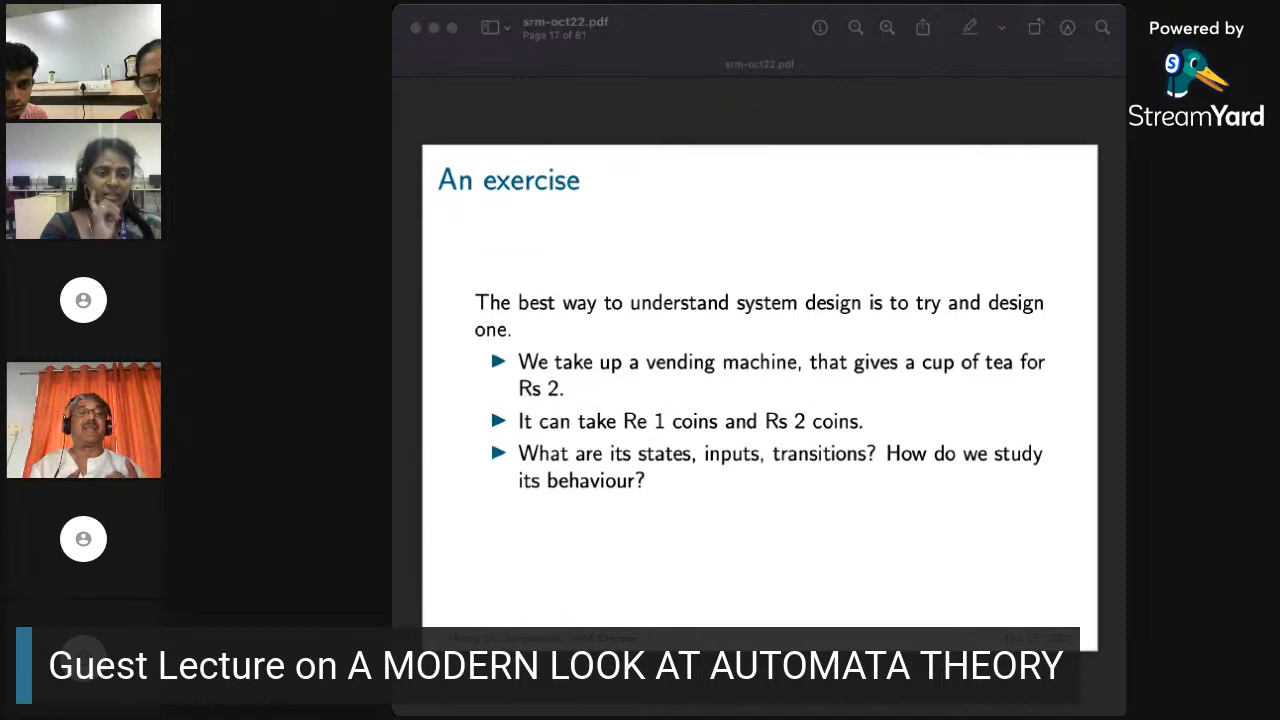 srm-oct22.pdf
Page 17 of 81
srm-oct22.pdf
Powered by
S
StreamYard
An exercise
The best way to understand system design is to try and design
one.
▶ We take up a vending machine, that gives a cup of tea for
Rs 2.
▶ It can take Re 1 coins and Rs 2 coins.
▶ What are its states, inputs, transitions? How do we study
its behaviour?
Guest Lecture on A MODERN LOOK AT AUTOMATA THEORY